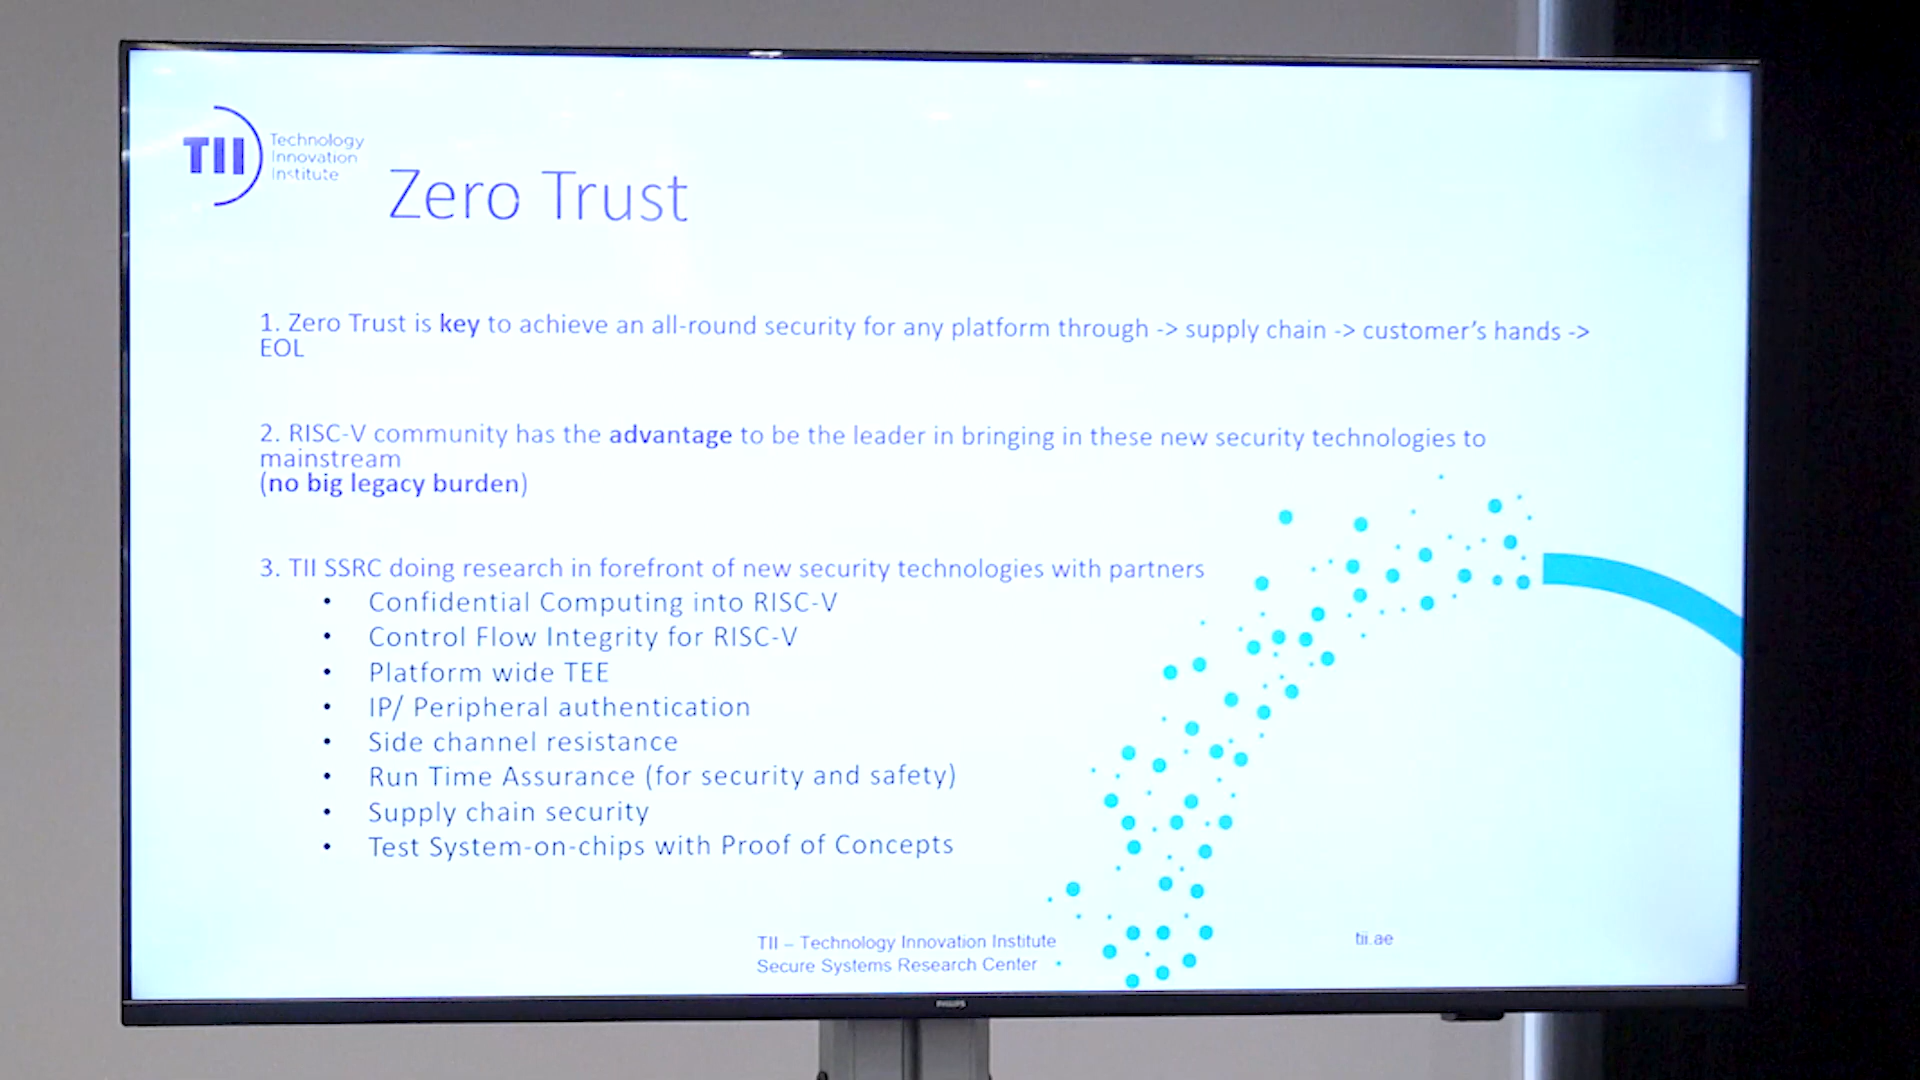 TII
Technology
Innovation
Institute
Zero Trust
1. Zero Trust is key to achieve an all-round security for any platform through -> supply chain -> customer's hands ->
EOL
2. RISC-V community has the advantage to be the leader in bringing in these new security technologies to
mainstream
(no big legacy burden)
3. TII SSRC doing research in forefront of new security technologies with partners
• Confidential Computing into RISC-V
• Control Flow Integrity for RISC-V
• Platform wide TEE
• IP/ Peripheral authentication
• Side channel resistance
• Run Time Assurance (for security and safety)
• Supply chain security
• Test System-on-chips with Proof of Concepts
TII – Technology Innovation Institute
Secure Systems Research Center
tii.ae
PHILIPS